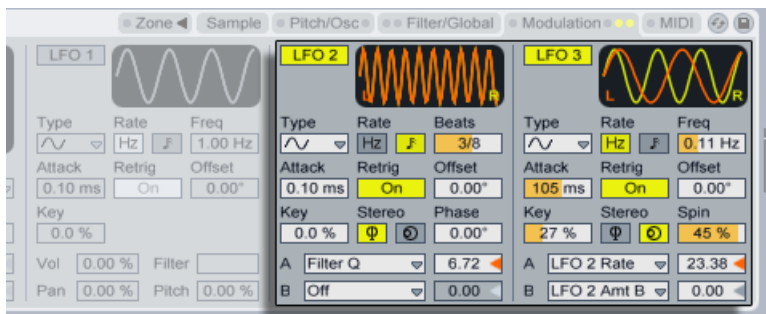 Zone Sample Pitch/Osc Filter/Global Modulation MIDI
LFO 1 LFO 2 L R LFO 3 L R
Type Rate Freq Type Rate Beats Type Rate Freq
Hz 1.00 Hz Hz 3/8 Hz 0.11 Hz
Attack Retrig Offset Attack Retrig Offset Attack Retrig Offset
0.10 ms On 0.00° 0.10 ms On 0.00° 105 ms On 0.00°
Key Key Stereo Phase Key Stereo Spin
0.0 % 0.0 % Φ 0.00° 27 % Φ 45 %
Vol 0.00 % Filter A Filter Q 6.72 A LFO 2 Rate 23.38
Pan 0.00 % Pitch 0.00 % B Off 0.00 B LFO 2 Amt B 0.00